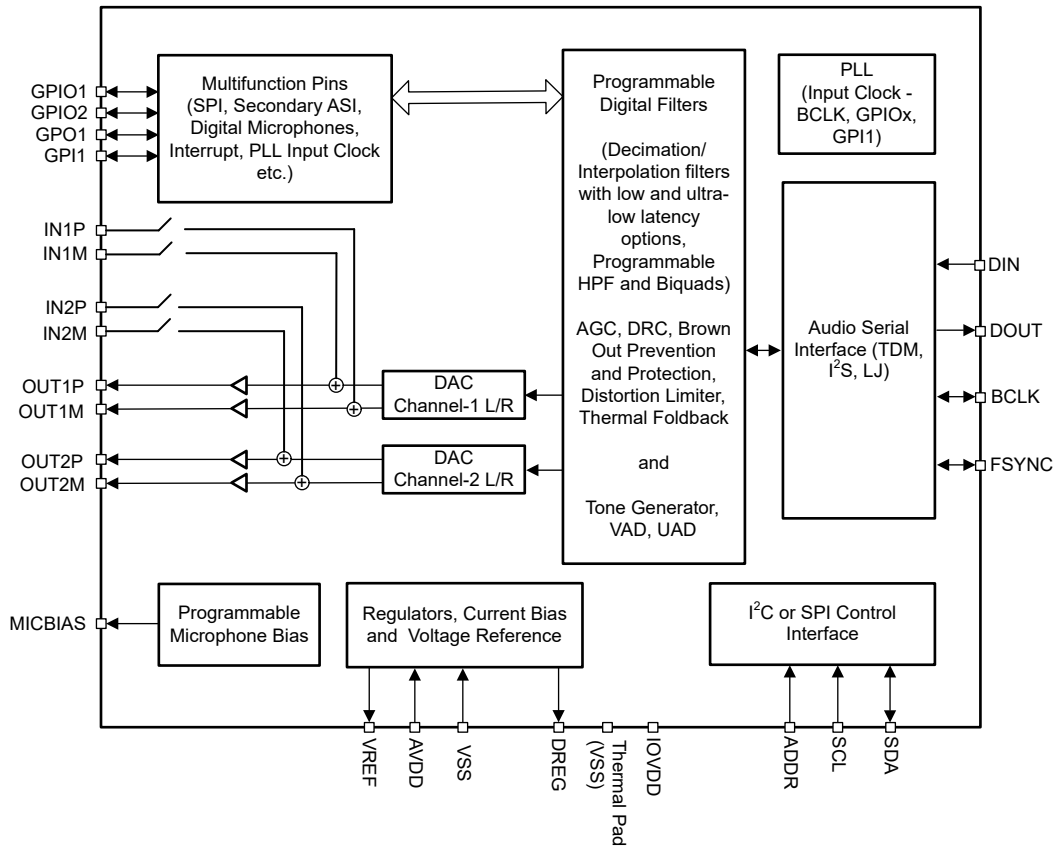 GPIO1
GPIO2
GPO1
GPI1
Multifunction Pins
(SPI, Secondary ASI,
Digital Microphones,
Interrupt, PLL Input Clock
etc.)
Programmable
Digital Filters
(Decimation/
Interpolation filters
with low and ultra-
low latency
options,
Programmable
HPF and Biquads)
AGC, DRC, Brown
Out Prevention
and Protection,
Distortion Limiter,
Thermal Foldback
and
Tone Generator,
VAD, UAD
PLL
(Input Clock -
BCLK, GPIOx,
GPI1)
IN1P
IN1M
IN2P
IN2M
OUT1P
OUT1M
OUT2P
OUT2M
DAC
Channel-1 L/R
DAC
Channel-2 L/R
Audio Serial
Interface (TDM,
I²S, LJ)
DIN
DOUT
BCLK
FSYNC
MICBIAS
Programmable
Microphone Bias
Regulators, Current Bias
and Voltage Reference
I²C or SPI Control
Interface
VREF
AVDD
VSS
DREG
Thermal Pad
(VSS)
IOVDD
ADDR
SCL
SDA